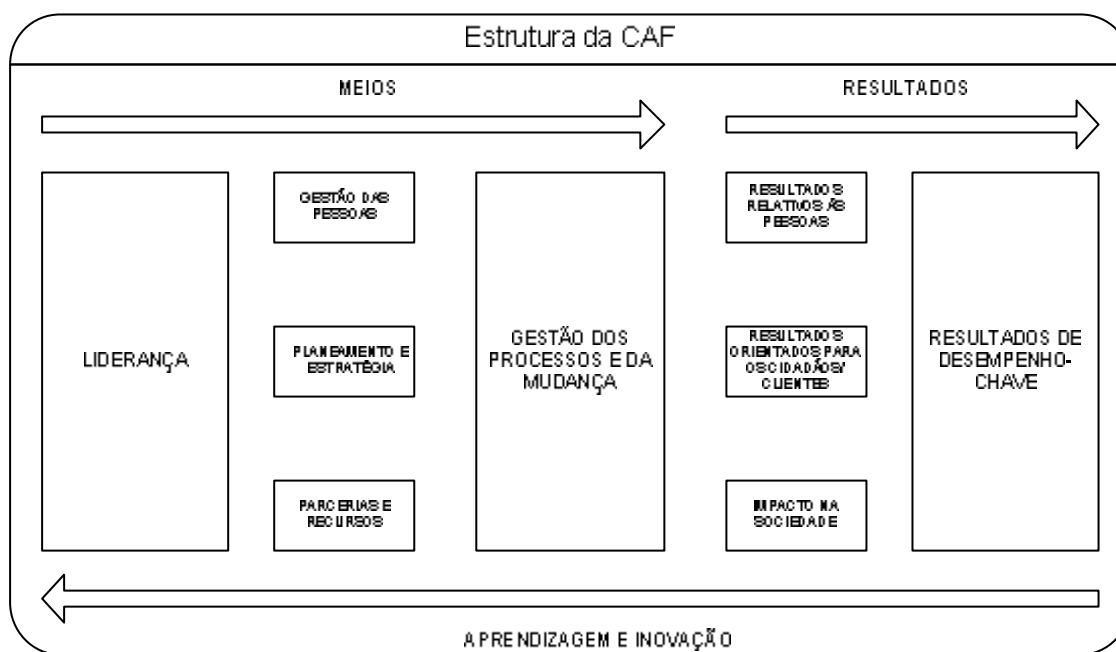 Estrutura da CAF
MEIOS
RESULTADOS
LIDERANÇA
GESTÃO DAS
PESSOAS
PLANEAMENTO E
ESTRATÉGIA
PARCERIAS E
RECURSOS
GESTÃO DOS
PROCESSOS E DA
MUDANÇA
RESULTADOS
RELATIVOS ÀS
PESSOAS
RESULTADOS
ORIENTADOS PARA
OS CIDADÃOS/
CLIENTES
IMPACTO NA
SOCIEDADE
RESULTADOS DE
DESEMPENHO-
CHAVE
APRENDIZAGEM E INOVAÇÃO